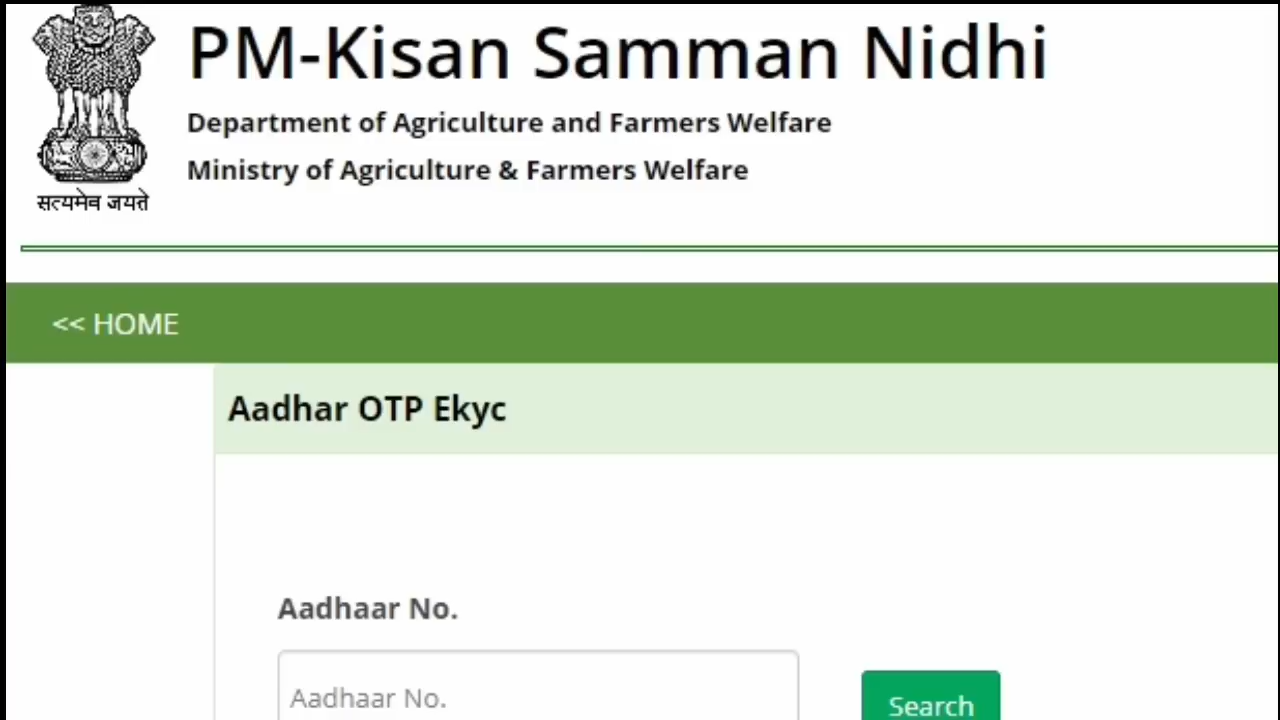 PM-Kisan Samman Nidhi
Department of Agriculture and Farmers Welfare
Ministry of Agriculture & Farmers Welfare
सत्यमेव जयते
<< HOME
Aadhar OTP Ekyc
Aadhaar No.
Aadhaar No.
Search